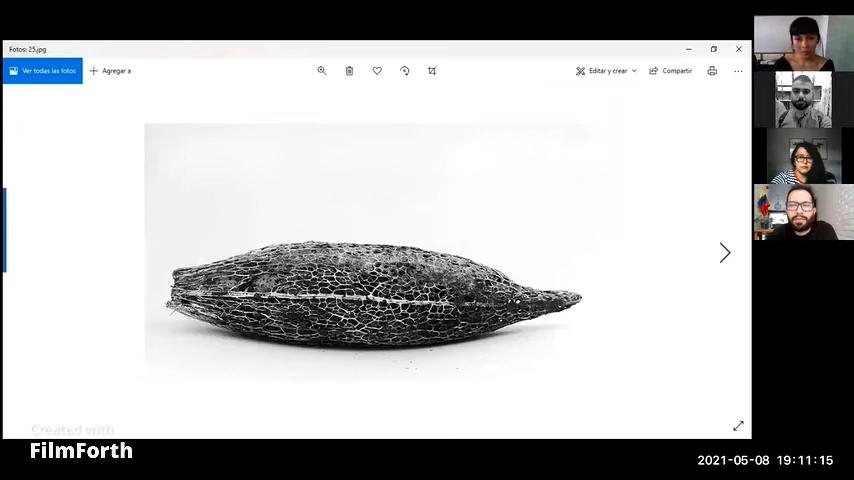 Fotos: 25.jpg
Ver todas las fotos
Agregar a
Editar y crear
Compartir
Created with
FilmForth
2021-05-08 19:11:15